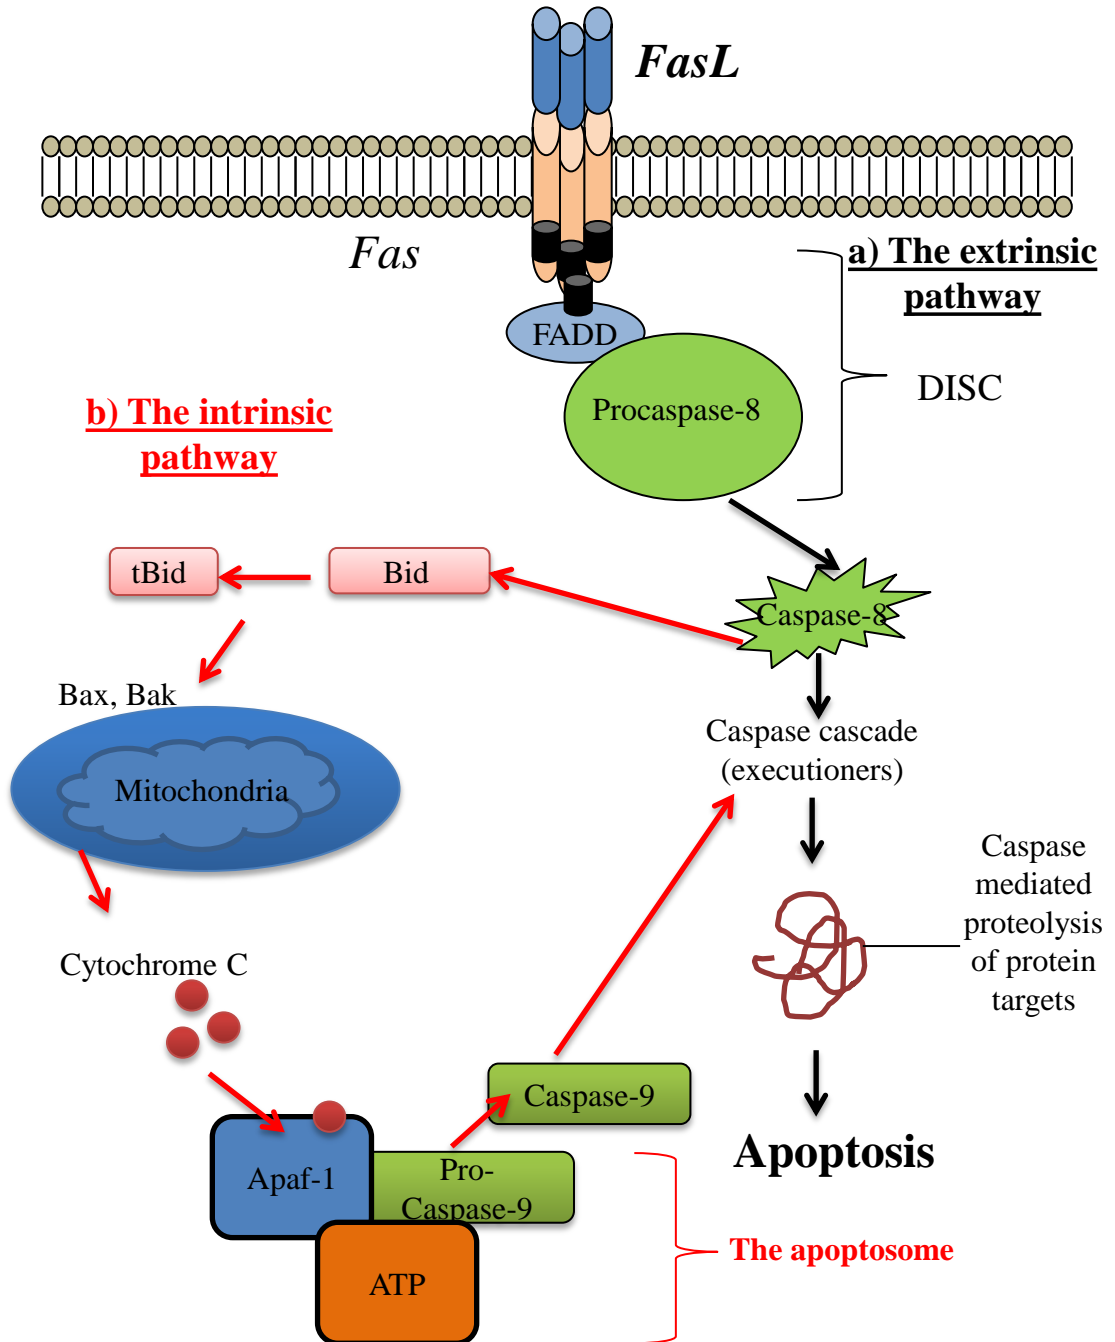 FasL
Fas
a) The extrinsic
pathway
FADD
Procaspase-8
DISC
b) The intrinsic
pathway
tBid
Bid
Caspase-8
Bax, Bak
Mitochondria
Caspase cascade
(executioners)
Caspase
mediated
proteolysis
of protein
targets
Cytochrome C
Caspase-9
Apaf-1
Pro-
Caspase-9
Apoptosis
ATP
The apoptosome